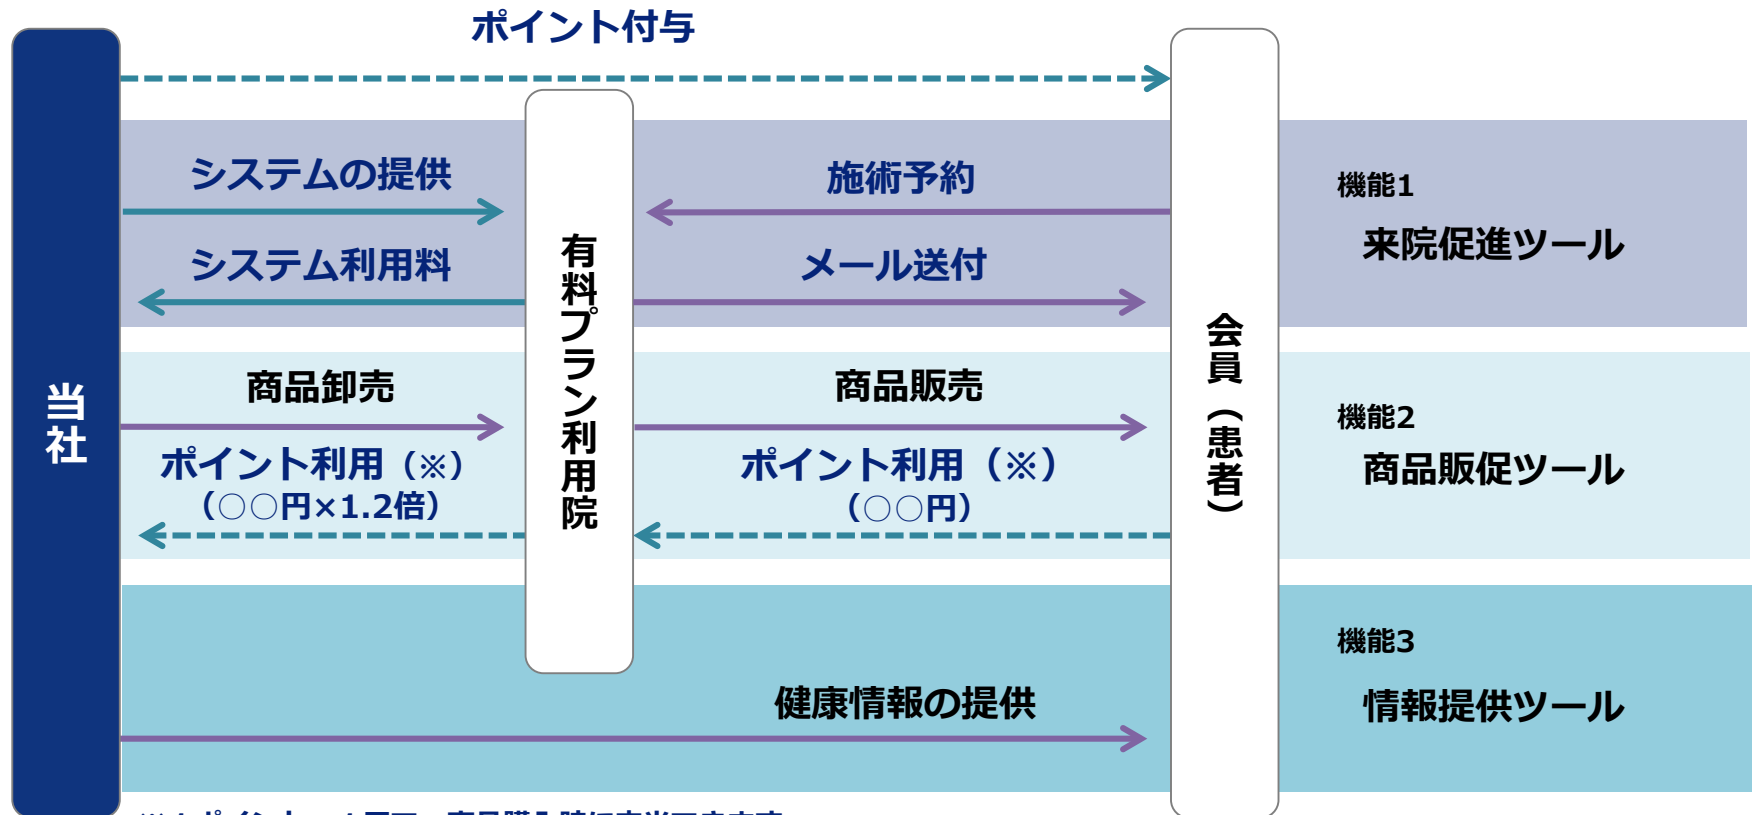 ポイント付与
当社
システムの提供
システム利用料
有料プラン利用院
施術予約
メール送付
会員（患者）
機能1
来院促進ツール
商品卸売
ポイント利用（※）
（○○円×1.2倍）
商品販売
ポイント利用（※）
（○○円）
機能2
商品販促ツール
健康情報の提供
機能3
情報提供ツール